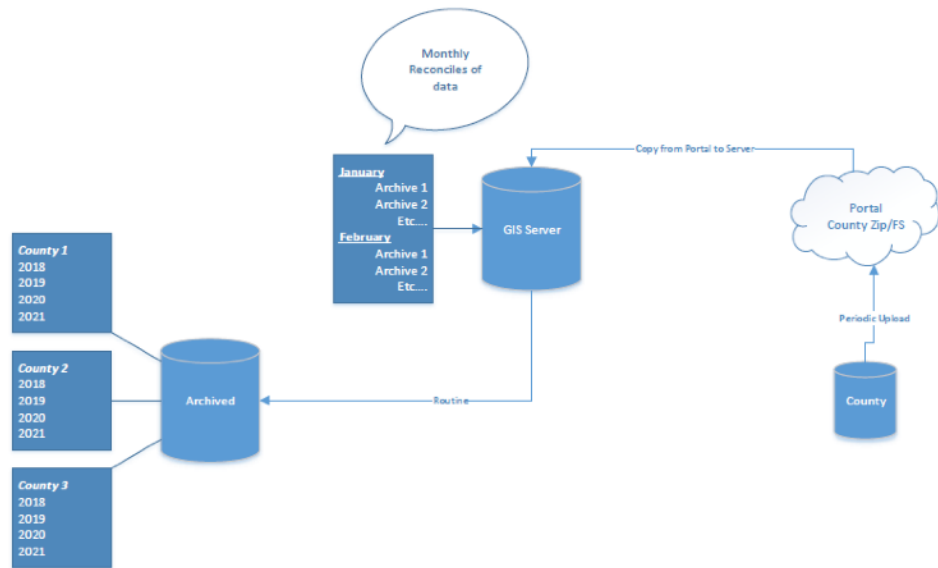 Monthly
Reconciles of
data
January
Archive 1
Archive 2
Etc....
February
Archive 1
Archive 2
Etc....
GIS Server
Copy from Portal to Server
Portal
County Zip/FS
Periodic Upload
County
Routine
Archived
County 1
2018
2019
2020
2021
County 2
2018
2019
2020
2021
County 3
2018
2019
2020
2021